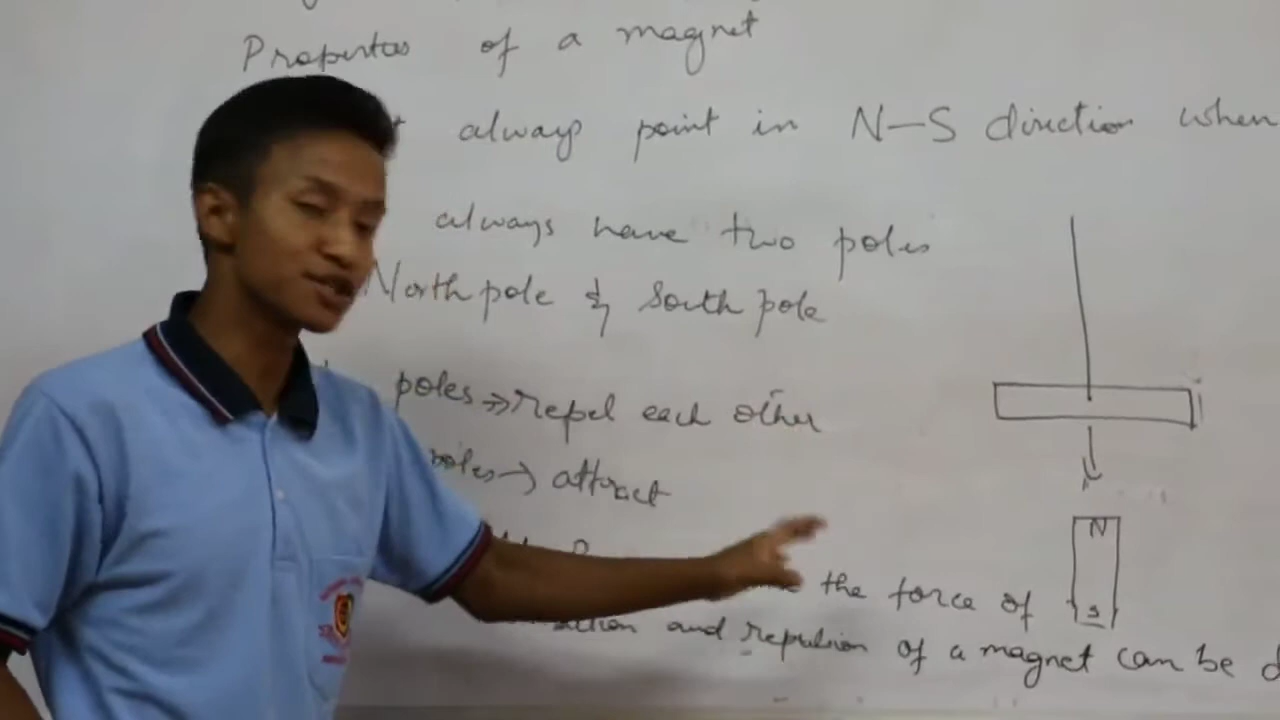 Properties of a magnet
always point in N-S direction when
always have two poles
North pole & South pole
poles → repel each other
poles → attract
N
the force of
S
and repulsion of a magnet can be